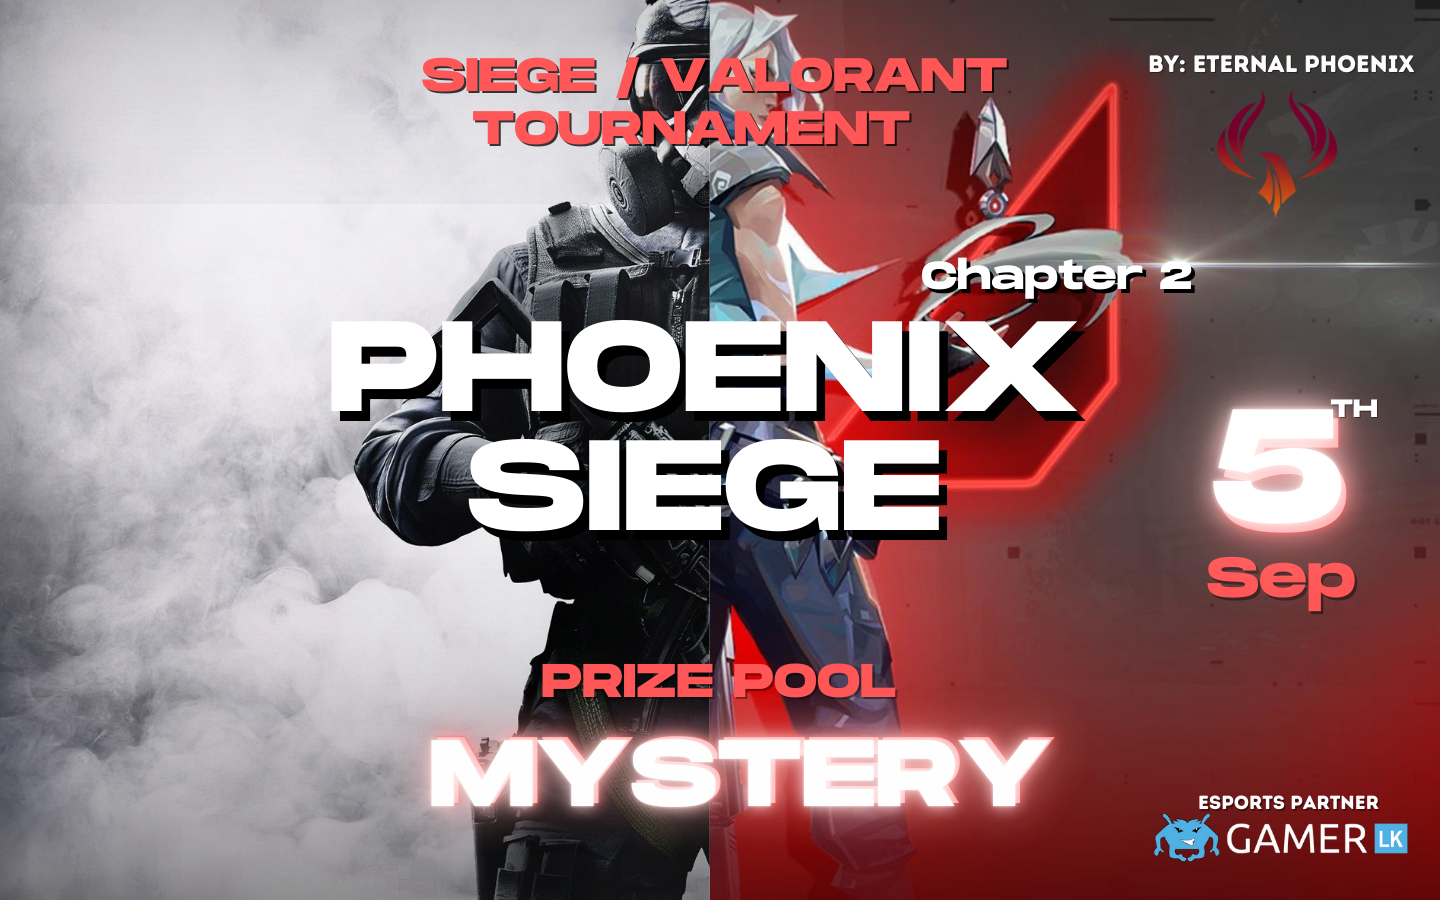 SIEGE / VALORANT
TOURNAMENT
BY: ETERNAL PHOENIX
Chapter 2
PHOENIX
SIEGE
5TH
Sep
PRIZE POOL
MYSTERY
ESPORTS PARTNER
GAMER LK